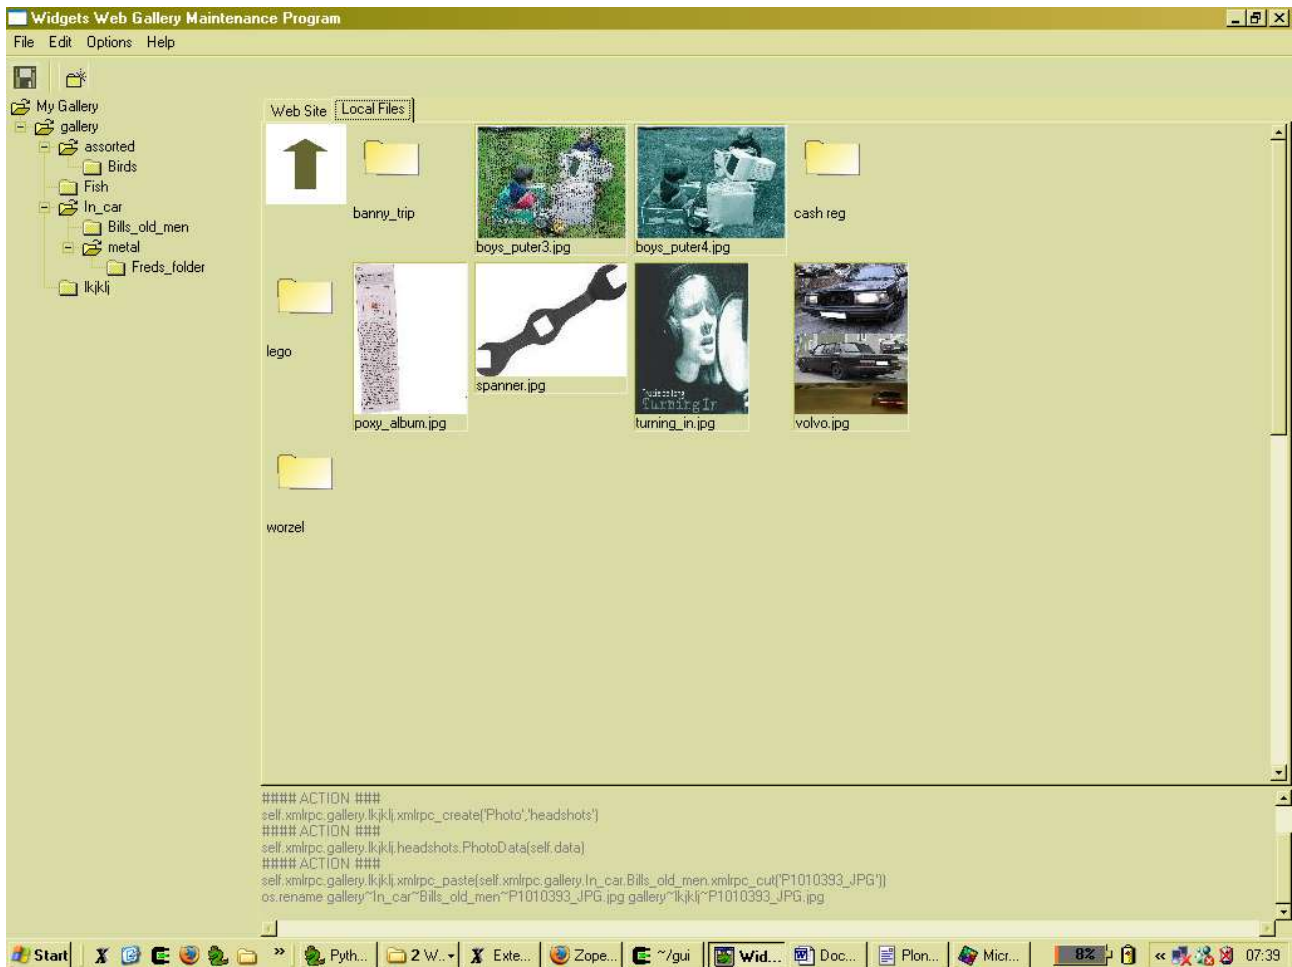 Widgets Web Gallery Maintenance Program
File Edit Options Help
My Gallery
gallery
assorted
Birds
Fish
In_car
Bills_old_men
metal
Freds_folder
lkjklj
Web Site Local Files
banny_trip
boys_puter3.jpg
boys_puter4.jpg
cash reg
lego
poxy_album.jpg
spanner.jpg
Turning In
turning_in.jpg
volvo.jpg
worzel
#### ACTION ###
self.xmlrpc.gallery.lkjklj.xmlrpc_create('Photo','headshots')
#### ACTION ###
self.xmlrpc.gallery.lkjklj.headshots.PhotoData(self.data)
#### ACTION ###
self.xmlrpc.gallery.lkjklj.xmlrpc_paste(self.xmlrpc.gallery.In_car.Bills_old_men.xmlrpc_cut('P1010393_JPG'))
os.rename gallery~In_car~Bills_old_men~P1010393_JPG.jpg gallery~lkjklj~P1010393_JPG.jpg
Start » Pyth... 2 W... Exte... Zope... ~/gui Wid... Doc... Plon... Micr... 8% « 07:39